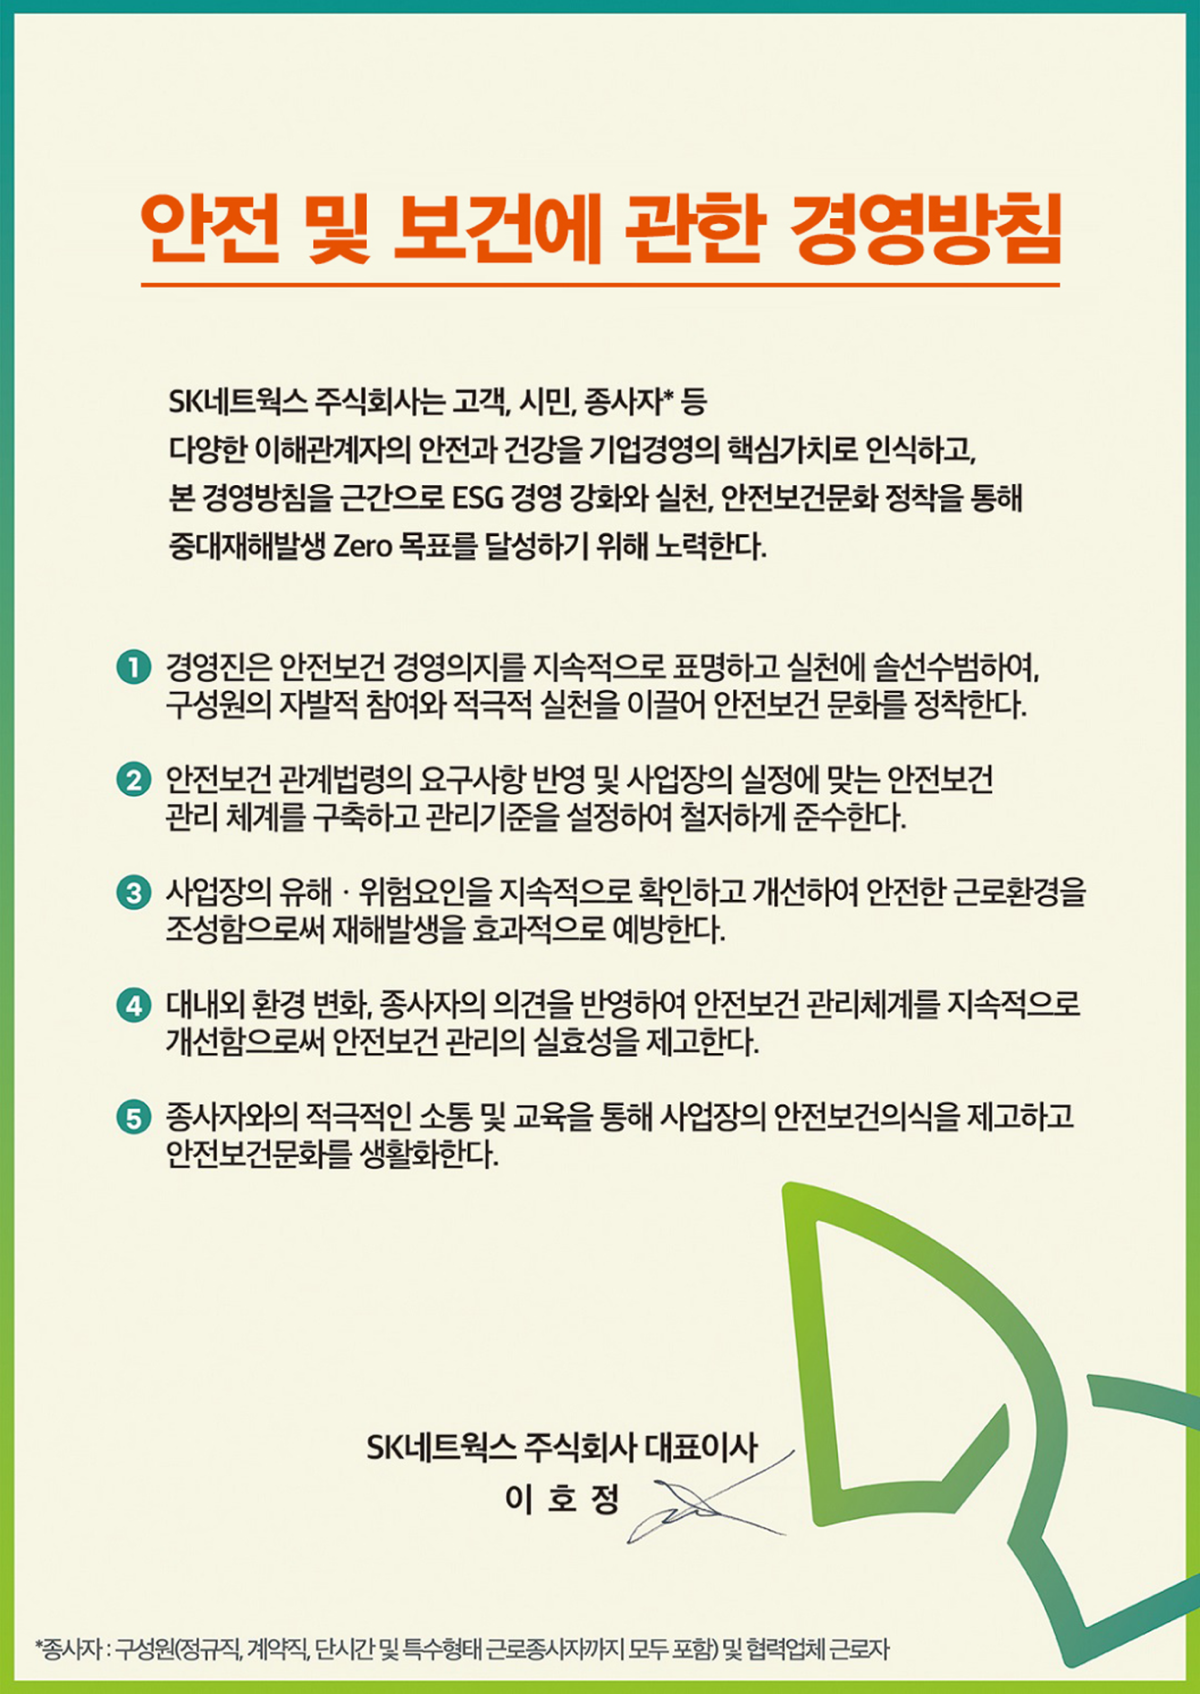 안전 및 보건에 관한 경영방침
SK네트웍스 주식회사는 고객, 시민, 종사자* 등
다양한 이해관계자의 안전과 건강을 기업경영의 핵심가치로 인식하고,
본 경영방침을 근간으로 ESG 경영 강화와 실천, 안전보건문화 정착을 통해
중대재해발생 Zero 목표를 달성하기 위해 노력한다.
1 경영진은 안전보건 경영의지를 지속적으로 표명하고 실천에 솔선수범하여,
구성원의 자발적 참여와 적극적 실천을 이끌어 안전보건 문화를 정착한다.
2 안전보건 관계법령의 요구사항 반영 및 사업장의 실정에 맞는 안전보건
관리 체계를 구축하고 관리기준을 설정하여 철저하게 준수한다.
3 사업장의 유해 · 위험요인을 지속적으로 확인하고 개선하여 안전한 근로환경을
조성함으로써 재해발생을 효과적으로 예방한다.
4 대내외 환경 변화, 종사자의 의견을 반영하여 안전보건 관리체계를 지속적으로
개선함으로써 안전보건 관리의 실효성을 제고한다.
5 종사자와의 적극적인 소통 및 교육을 통해 사업장의 안전보건의식을 제고하고
안전보건문화를 생활화한다.
SK네트웍스 주식회사 대표이사
이 호 정
*종사자 : 구성원(정규직, 계약직, 단시간 및 특수형태 근로종사자까지 모두 포함) 및 협력업체 근로자